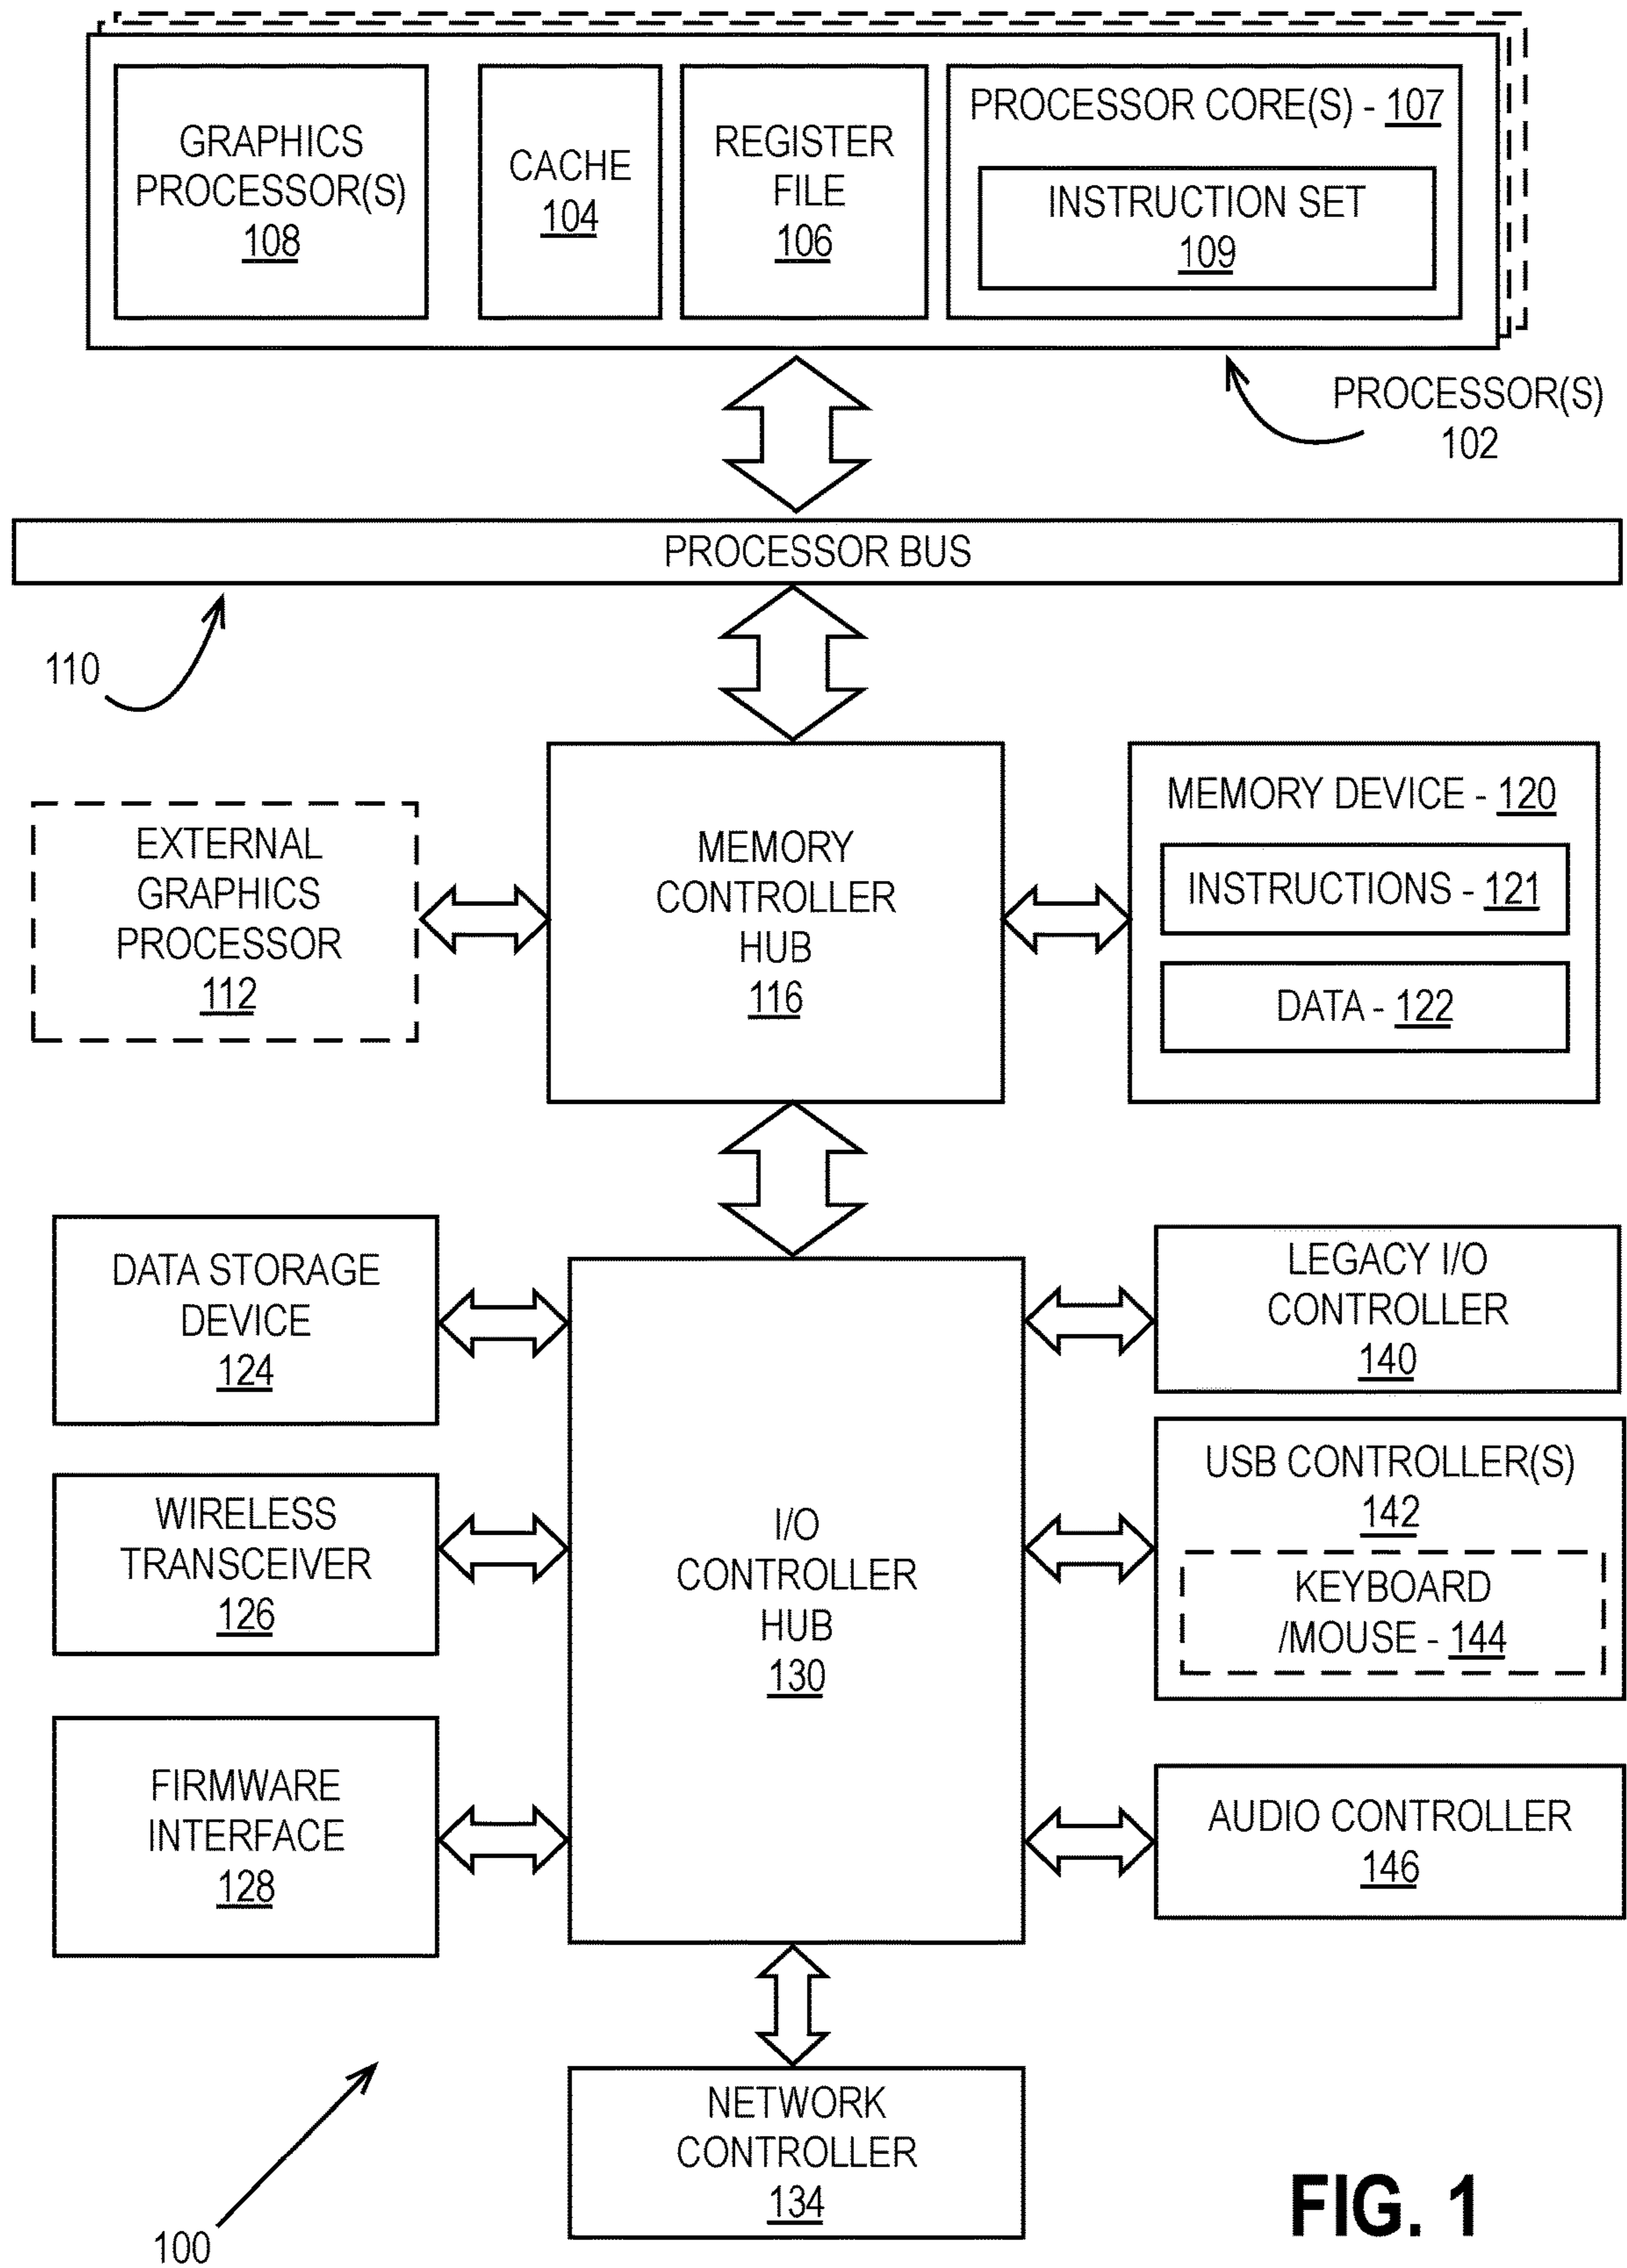 GRAPHICS
PROCESSOR(S)
108
CACHE
104
REGISTER
FILE
106
PROCESSOR CORE(S) - 107
INSTRUCTION SET
109
PROCESSOR(S)
102
PROCESSOR BUS
110
EXTERNAL
GRAPHICS
PROCESSOR
112
MEMORY
CONTROLLER
HUB
116
MEMORY DEVICE - 120
INSTRUCTIONS - 121
DATA - 122
DATA STORAGE
DEVICE
124
WIRELESS
TRANSCEIVER
126
FIRMWARE
INTERFACE
128
I/O
CONTROLLER
HUB
130
LEGACY I/O
CONTROLLER
140
USB CONTROLLER(S)
142
KEYBOARD
/MOUSE - 144
AUDIO CONTROLLER
146
NETWORK
CONTROLLER
134
100
FIG. 1